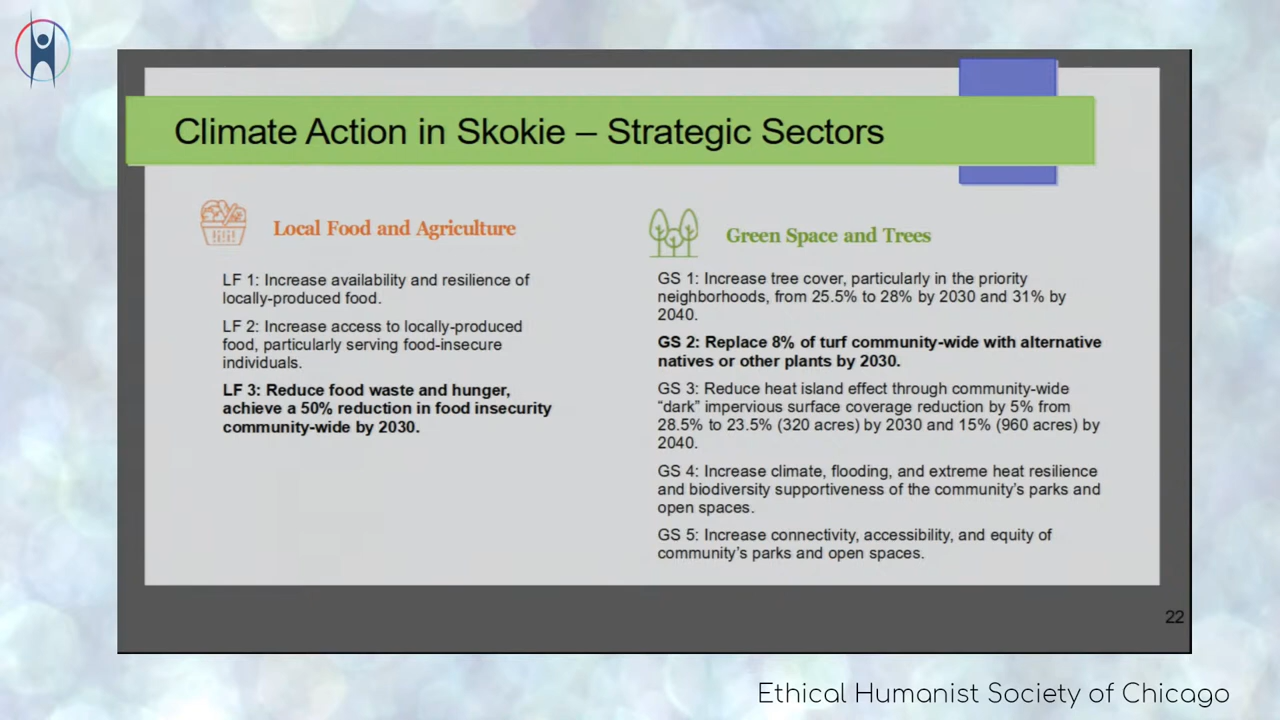 Climate Action in Skokie – Strategic Sectors
Local Food and Agriculture
LF 1: Increase availability and resilience of
locally-produced food.
LF 2: Increase access to locally-produced
food, particularly serving food-insecure
individuals.
LF 3: Reduce food waste and hunger,
achieve a 50% reduction in food insecurity
community-wide by 2030.
Green Space and Trees
GS 1: Increase tree cover, particularly in the priority
neighborhoods, from 25.5% to 28% by 2030 and 31% by
2040.
GS 2: Replace 8% of turf community-wide with alternative
natives or other plants by 2030.
GS 3: Reduce heat island effect through community-wide
“dark” impervious surface coverage reduction by 5% from
28.5% to 23.5% (320 acres) by 2030 and 15% (960 acres) by
2040.
GS 4: Increase climate, flooding, and extreme heat resilience
and biodiversity supportiveness of the community’s parks and
open spaces.
GS 5: Increase connectivity, accessibility, and equity of
community’s parks and open spaces.
22
Ethical Humanist Society of Chicago